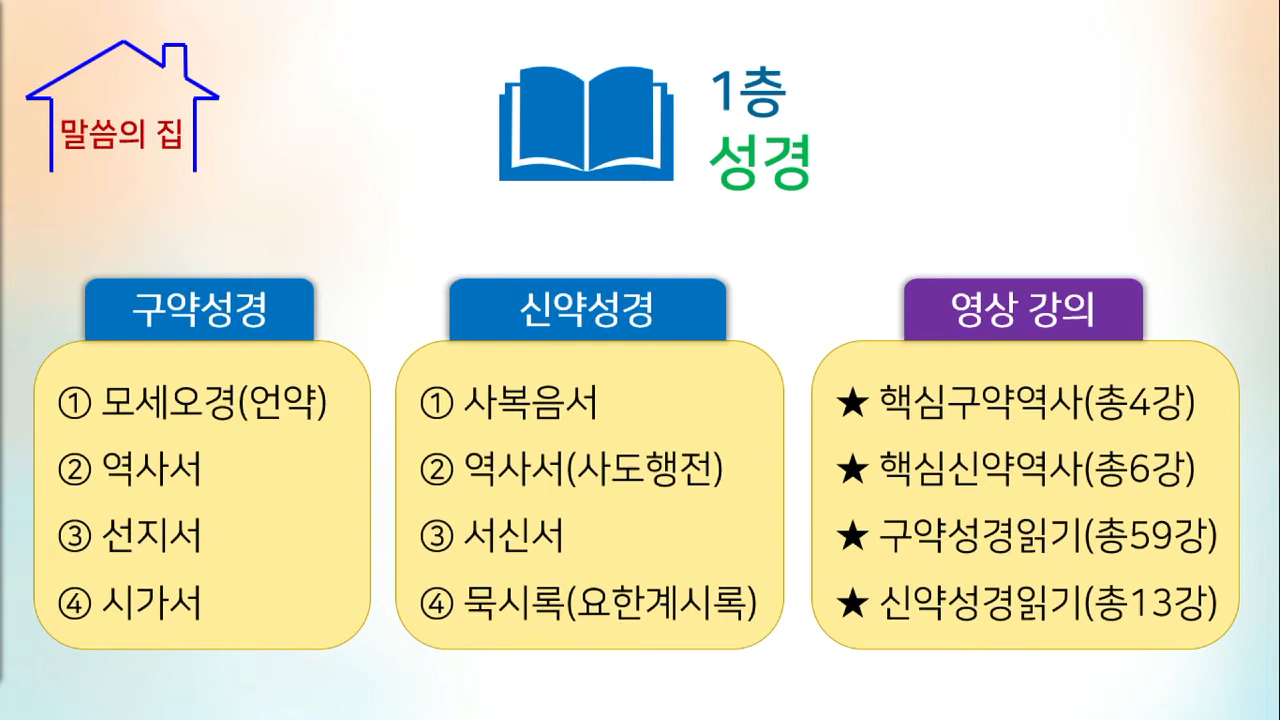 말씀의 집
1층
성경
구약성경
① 모세오경(언약)
② 역사서
③ 선지서
④ 시가서
신약성경
① 사복음서
② 역사서(사도행전)
③ 서신서
④ 묵시록(요한계시록)
영상 강의
★ 핵심구약역사(총4강)
★ 핵심신약역사(총6강)
★ 구약성경읽기(총59강)
★ 신약성경읽기(총13강)